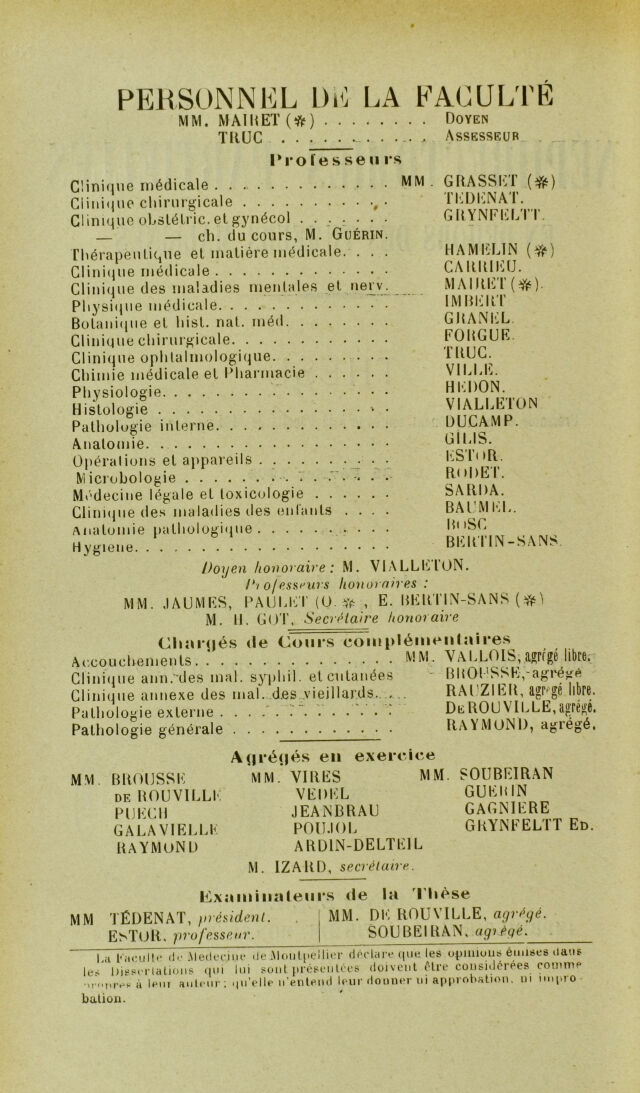 PERSONNEL DE LA FACULTÉ
MM. MAIRET (✻) . . . . . . . . DOYEN
TRUC . . . . . . . . . . . ASSESSEUR
Professeurs
Clinique médicale . . . . . . . . . . . . . MM. GRASSET (✻)
Clinique chirurgicale . . . . . . . . . . . TEDENAT.
Clinique obstétric. et gynécol . . . . . . . GRYNFELTT.
— — ch. du cours, M. GUÉRIN.
Thérapeutique et matière médicale. . . . HAMELIN (✻)
Clinique médicale . . . . . . . . . . . . . CARRIEU.
Clinique des maladies mentales et nerv. MAIRET (✻).
Physique médicale. . . . . . . . . . . . . IMBERT
Botanique et hist. nat. méd. . . . . . . . GRANEL.
Clinique chirurgicale. . . . . . . . . . . . FORGUE.
Clinique ophtalmologique. . . . . . . . . TRUC.
Chimie médicale et Pharmacie . . . . . . VILLE.
Physiologie. . . . . . . . . . . . . . . . . HEDON.
Histologie . . . . . . . . . . . . . . . . . VIALLETON
Pathologie interne. . . . . . . . . . . . . DUCAMP.
Anatomie. . . . . . . . . . . . . . . . . . GILIS.
Opérations et appareils . . . . . . . . . . ESTOR.
Microbologie . . . . . . . . . . . . . . . RODET.
Médecine légale et toxicologie . . . . . . SARDA.
Clinique des maladies des enfants . . . . BAUMEL.
Anatomie pathologique . . . . . . . . . . BOSC
Hygiene. . . . . . . . . . . . . . . . . . . BERTIN-SANS.
Doyen honoraire : M. VIALLETON.
Professeurs honoraires :
MM. JAUMES, PAULET (O. ✻ , E. BERTIN-SANS (✻)
M. H. GOT, Secrétaire honoraire
Chargés de Cours complémentaires
Accouchements. . . . . . . . . . . . . . . MM. VALLOIS, agrégé libre.
Clinique ann. des mal. syphil. et cutanées BROUSSE, agrégé
Clinique annexe des mal. des vieillards. . . . RAUZIER, agrégé libre.
Pathologie externe . . . . . . . . . . . . . DE ROUVILLE, agrégé.
Pathologie générale . . . . . . . . . . . . RAYMOND, agrégé.
Agrégés en exercice
MM. BROUSSE MM. VIRES MM. SOUBEIRAN
DE ROUVILLE VEDEL GUERIN
PUECH JEANBRAU GAGNIERE
GALAVIELLE POUJOL GRYNFELTT ED.
RAYMOND ARDIN-DELTEIL
M. IZARD, secrétaire.
Examinateurs de la Thèse
MM TÉDENAT, président. MM. DE ROUVILLE, agrégé.
ESTOR, professeur. SOUBEIRAN, agrégé.
La Faculté de Medecine de Montpellier déclare que les opinions émises dans
les Dissertations qui lui sont présentées doivent être considérées comme
propres à leur auteur ; qu'elle n'entend leur donner ni approbation, ni impro-
bation.